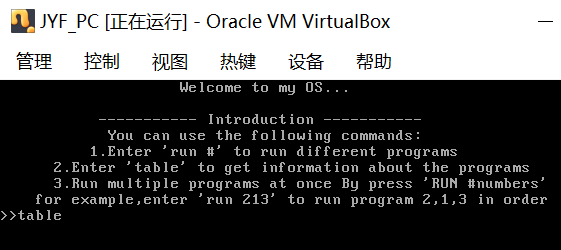 JYF_PC [正在运行] - Oracle VM VirtualBox
管理 控制 视图 热键 设备 帮助
Welcome to my OS...
----------- Introduction -----------
You can use the following commands:
1.Enter 'run #' to run different programs
2.Enter 'table' to get information about the programs
3.Run multiple programs at once By press 'RUN #numbers'
for example,enter 'run 213' to run program 2,1,3 in order
>>table